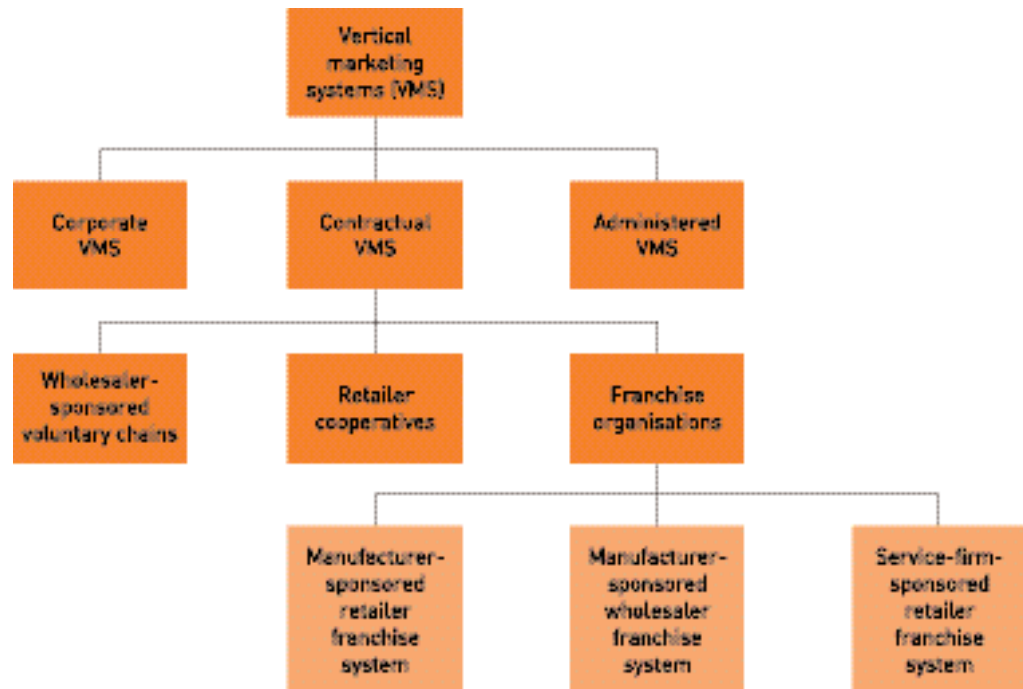 Vertical
marketing
systems (VMS)
Corporate
VMS
Contractual
VMS
Administered
VMS
Wholesaler-
sponsored
voluntary chains
Retailer
cooperatives
Franchise
organisations
Manufacturer-
sponsored
retailer
franchise
system
Manufacturer-
sponsored
wholesaler
franchise
system
Service-firm-
sponsored
retailer
franchise
system